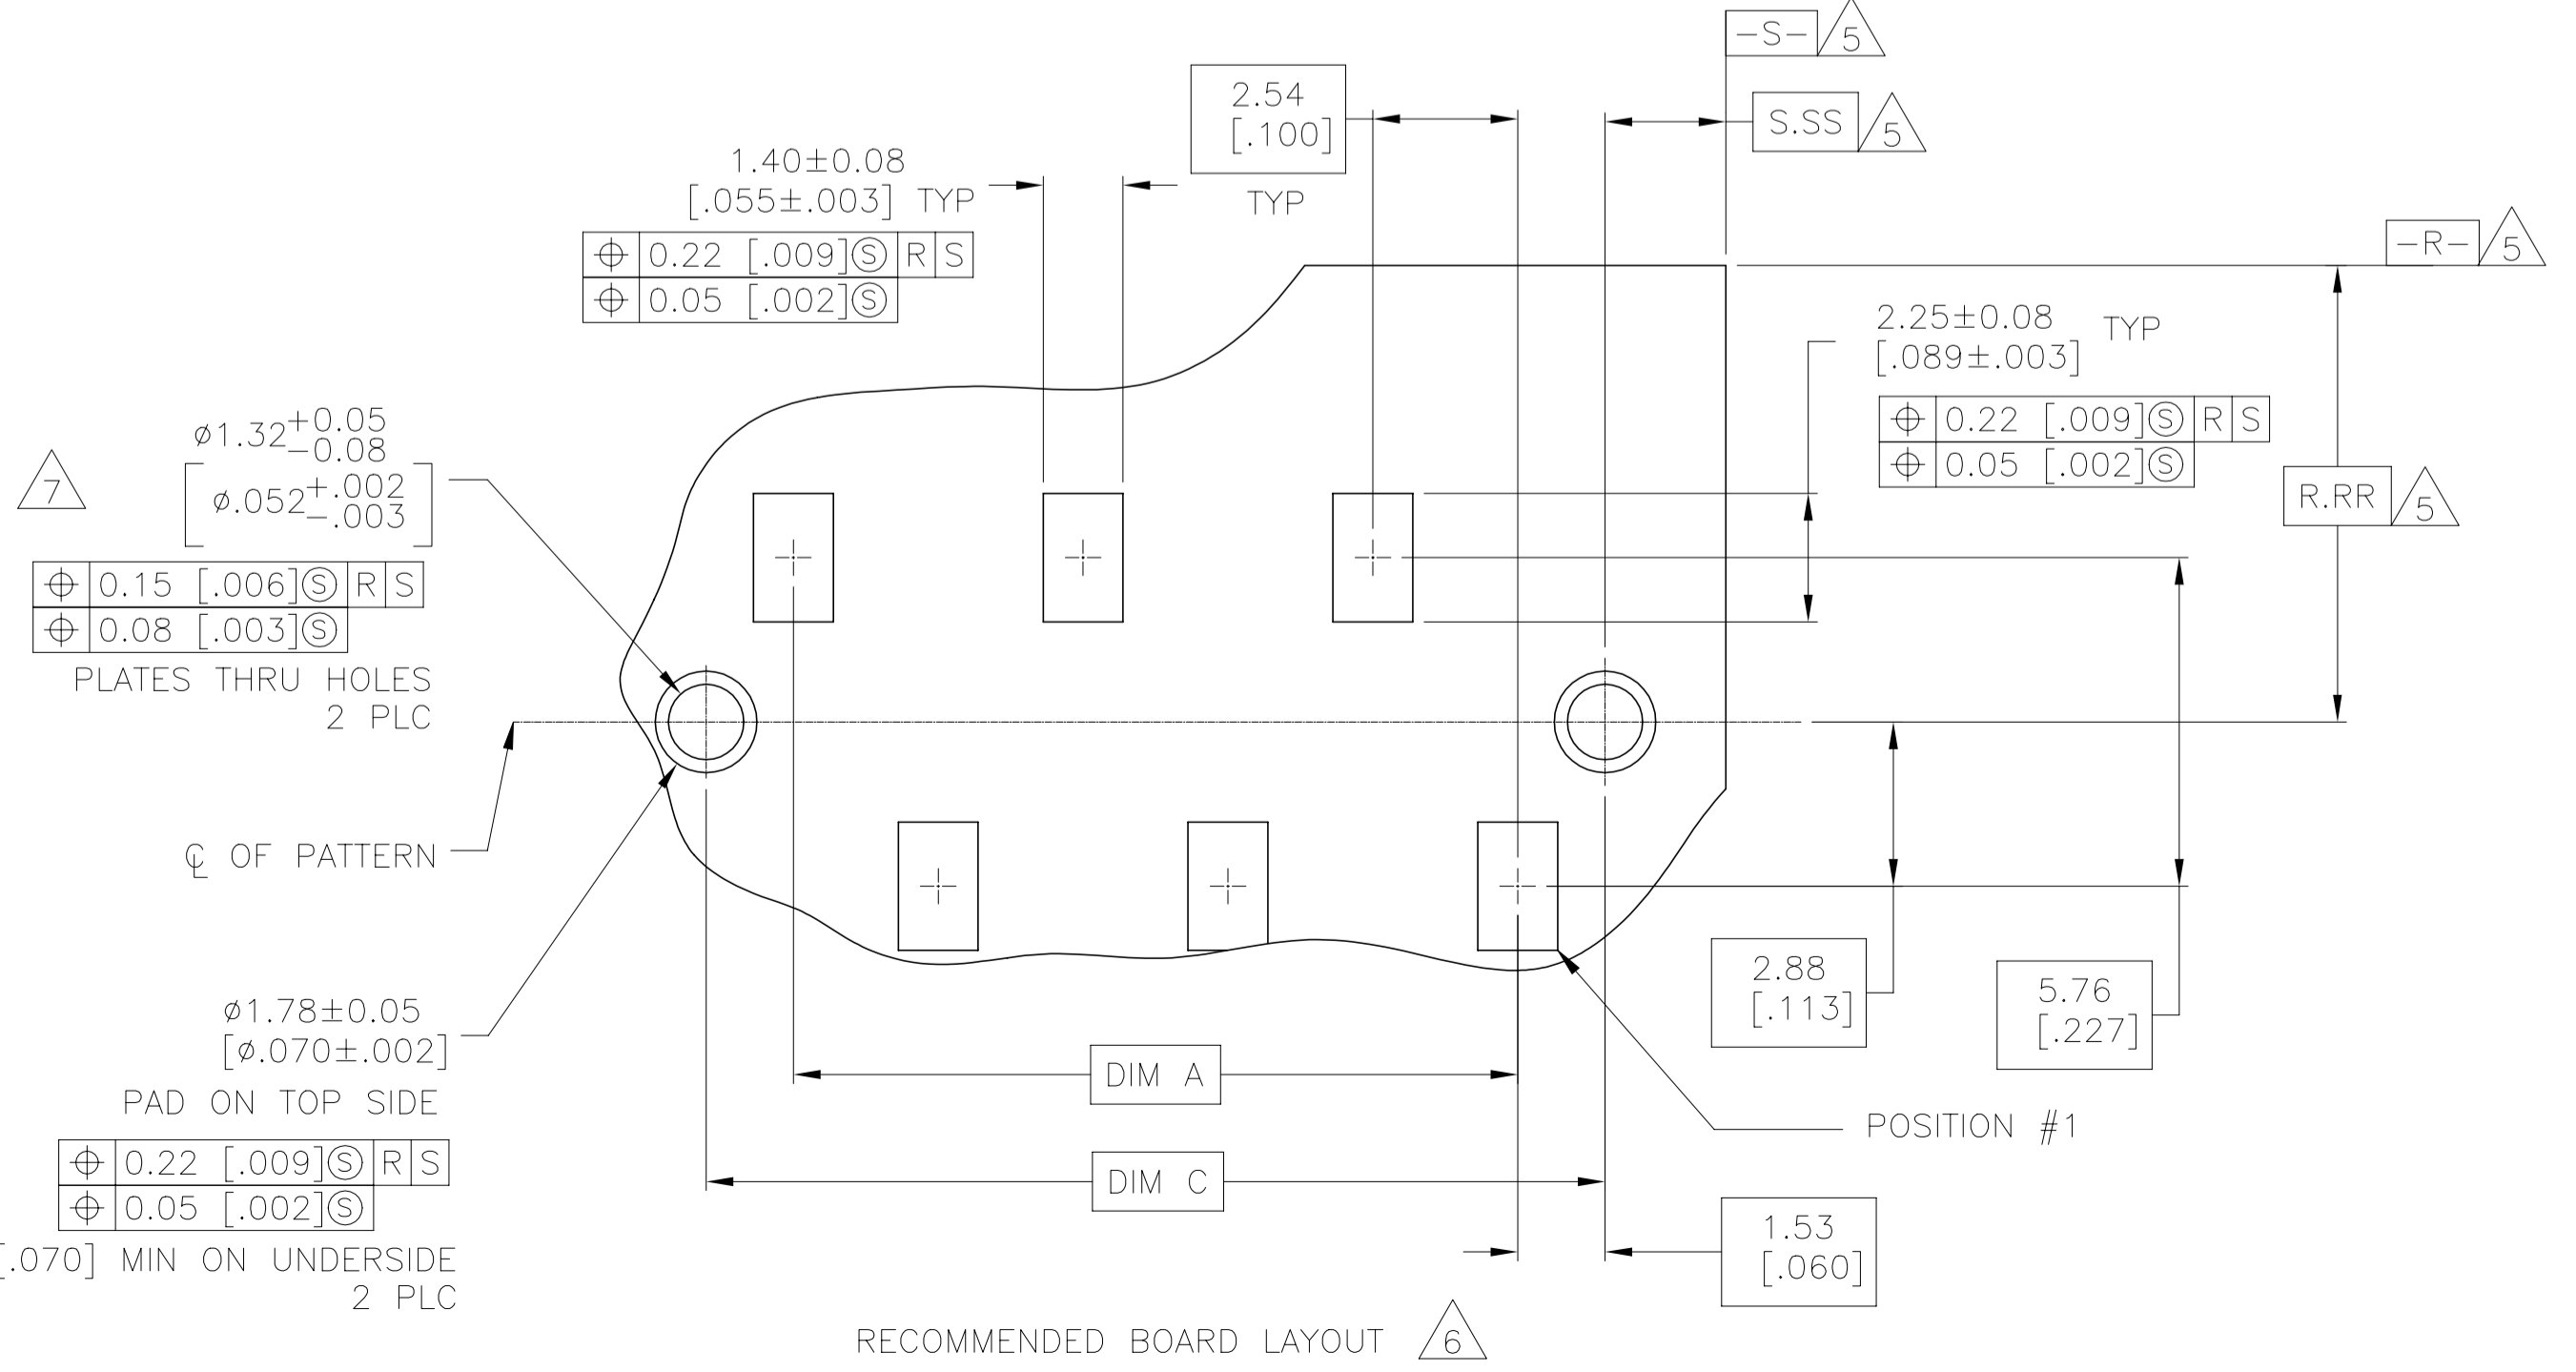 -S- 5
2.54
[.100]
TYP
S.SS 5
1.40±0.08
[.055±.003] TYP
⌖ 0.22 [.009]Ⓢ R S
⌖ 0.05 [.002]Ⓢ
-R- 5
2.25±0.08 TYP
[.089±.003]
⌖ 0.22 [.009]Ⓢ R S
⌖ 0.05 [.002]Ⓢ
R.RR 5
7
ø1.32+0.05
-0.08
[ø.052+.002
-.003]
⌖ 0.15 [.006]Ⓢ R S
⌖ 0.08 [.003]Ⓢ
PLATES THRU HOLES
2 PLC
℄ OF PATTERN
ø1.78±0.05
[ø.070±.002]
PAD ON TOP SIDE
⌖ 0.22 [.009]Ⓢ R S
⌖ 0.05 [.002]Ⓢ
[.070] MIN ON UNDERSIDE
2 PLC
2.88
[.113]
5.76
[.227]
DIM A
POSITION #1
DIM C
1.53
[.060]
RECOMMENDED BOARD LAYOUT 6